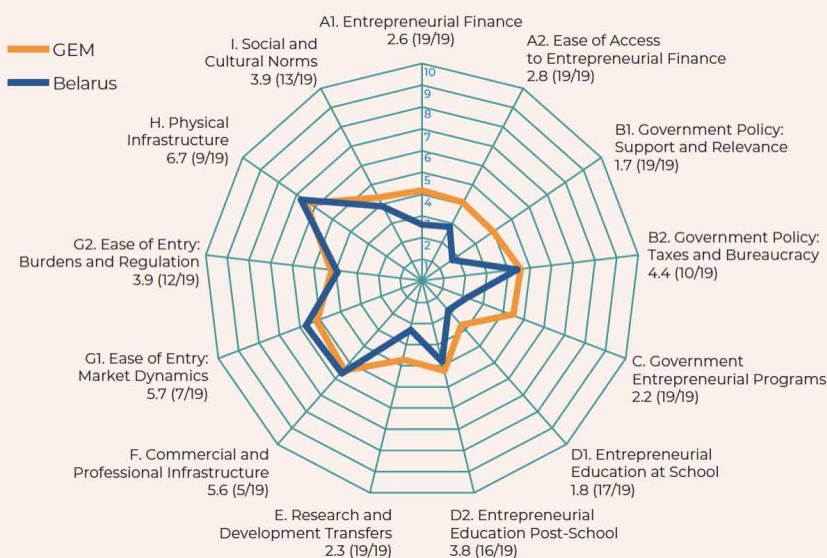 GEM
Belarus
A1. Entrepreneurial Finance
2.6 (19/19)
A2. Ease of Access
to Entrepreneurial Finance
2.8 (19/19)
B1. Government Policy:
Support and Relevance
1.7 (19/19)
B2. Government Policy:
Taxes and Bureaucracy
4.4 (10/19)
C. Government
Entrepreneurial Programs
2.2 (19/19)
D1. Entrepreneurial
Education at School
1.8 (17/19)
D2. Entrepreneurial
Education Post-School
3.8 (16/19)
E. Research and
Development Transfers
2.3 (19/19)
F. Commercial and
Professional Infrastructure
5.6 (5/19)
G1. Ease of Entry:
Market Dynamics
5.7 (7/19)
G2. Ease of Entry:
Burdens and Regulation
3.9 (12/19)
H. Physical
Infrastructure
6.7 (9/19)
I. Social and
Cultural Norms
3.9 (13/19)
10
9
8
7
6
5
4
3
2
1